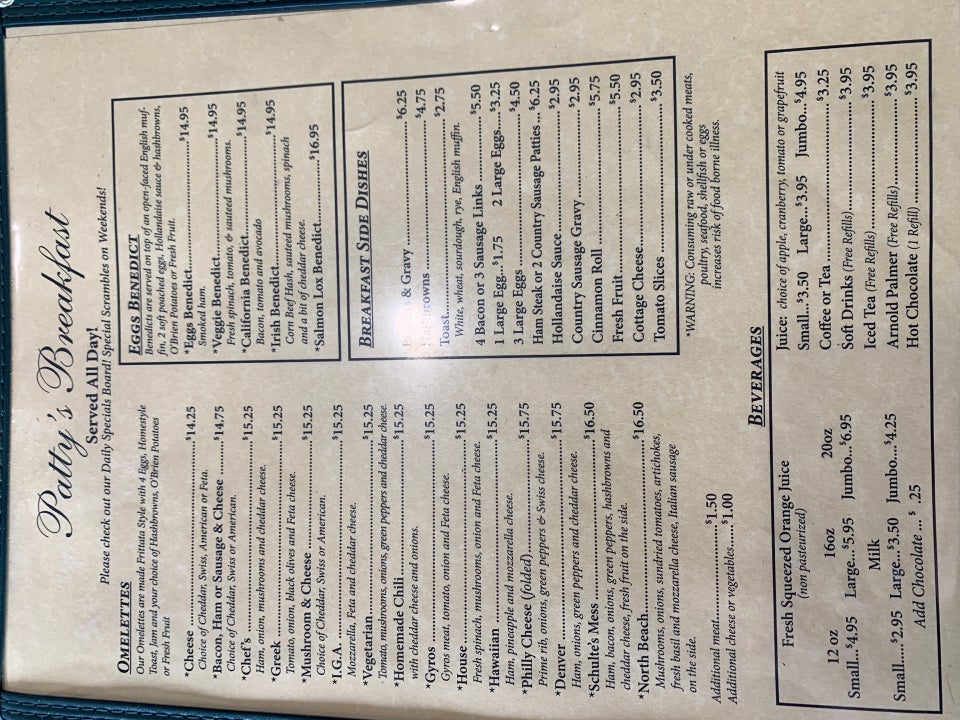 Patty's Breakfast
Served All Day!
Please check out our Daily Specials Board! Special Scrambles on Weekends!
OMELETTES
Our Omelettes are made Frittata Style with 4 Eggs, Homestyle
Toast, Jam and your choice of Hashbrowns, O'Brien Potatoes
or Fresh Fruit
*Cheese $14.25
Choice of Cheddar, Swiss, American or Feta.
*Bacon, Ham or Sausage & Cheese $14.75
Choice of Cheddar, Swiss or American.
*Chef's $15.25
Ham, onion, mushrooms and cheddar cheese.
*Greek $15.25
Tomato, onion, black olives and Feta cheese.
*Mushroom & Cheese $15.25
Choice of Cheddar, Swiss or American.
*I.G.A. $15.25
Mozzarella, Feta and cheddar cheese.
*Vegetarian $15.25
Tomato, mushrooms, onions, green peppers and cheddar cheese.
*Homemade Chili $15.25
with cheddar cheese and onions.
*Gyros $15.25
Gyros meat, tomato, onion and Feta cheese.
*House $15.25
Fresh spinach, mushrooms, onion and Feta cheese.
*Hawaiian $15.25
Ham, pineapple and mozzarella cheese.
*Philly Cheese (folded) $15.75
Prime rib, onions, green peppers & Swiss cheese.
*Denver $15.75
Ham, onions, green peppers and cheddar cheese.
*Schulte's Mess $16.50
Ham, bacon, onions, green peppers, hashbrowns and
cheddar cheese, fresh fruit on the side.
*North Beach $16.50
Mushrooms, onions, sundried tomatoes, artichokes,
fresh basil and mozzarella cheese, Italian sausage
on the side.
Additional meat $1.50
Additional cheese or vegetables $1.00
EGGS BENEDICT
Benedicts are served on top of an open-faced English muf-
fin, 2 soft poached eggs, Hollandaise sauce & hashbrowns,
O'Brien Potatoes or Fresh Fruit.
*Eggs Benedict $14.95
Smoked ham.
*Veggie Benedict $14.95
Fresh spinach, tomato, & sauteed mushrooms.
*California Benedict $14.95
Bacon, tomato and avocado
*Irish Benedict $14.95
Corn Beef Hash, sauteed mushrooms, spinach
and a bit of cheddar cheese.
*Salmon Lox Benedict $16.95
BREAKFAST SIDE DISHES
& Gravy $6.25
$4.75
Toast $2.75
White, wheat, sourdough, rye, English muffin.
4 Bacon or 3 Sausage Links $5.50
1 Large Egg...$1.75 2 Large Eggs....$3.25
3 Large Eggs $4.50
Ham Steak or 2 Country Sausage Patties ... $6.25
Hollandaise Sauce $2.95
Country Sausage Gravy $2.95
Cinnamon Roll $5.75
Fresh Fruit $5.50
Cottage Cheese $2.95
Tomato Slices $3.50
*WARNING: Consuming raw or under cooked meats,
poultry, seafood, shellfish or eggs
increases risk of food borne illness.
BEVERAGES
Fresh Squeezed Orange Juice
(non pasteurized)
12 oz 16oz 20oz
Small...$4.95 Large...$5.95 Jumbo...$6.95
Milk
Small.....$2.95 Large...$3.50 Jumbo....$4.25
Add Chocolate ... $ .25
Juice: choice of apple, cranberry, tomato or grapefruit
Small...$3.50 Large...$3.95 Jumbo..$4.95
Coffee or Tea $3.25
Soft Drinks (Free Refills) $3.95
Iced Tea (Free Refills) $3.95
Arnold Palmer (Free Refills) $3.95
Hot Chocolate (1 Refill) $3.95